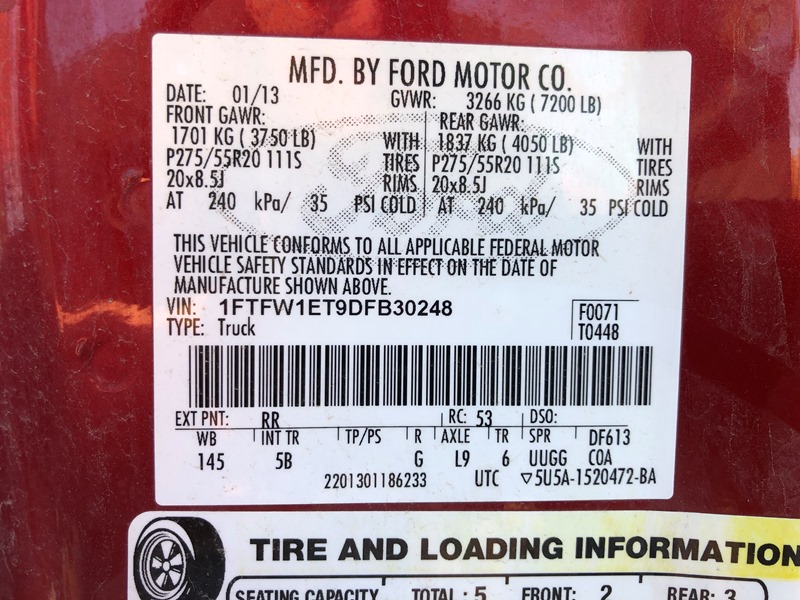 MFD. BY FORD MOTOR CO.
DATE: 01/13 GVWR: 3266 KG ( 7200 LB)
FRONT GAWR: REAR GAWR:
1701 KG ( 3750 LB) WITH 1837 KG ( 4050 LB) WITH
P275/55R20 111S TIRES P275/55R20 111S TIRES
20x8.5J RIMS 20x8.5J RIMS
AT 240 kPa/ 35 PSI COLD AT 240 kPa/ 35 PSI COLD
THIS VEHICLE CONFORMS TO ALL APPLICABLE FEDERAL MOTOR
VEHICLE SAFETY STANDARDS IN EFFECT ON THE DATE OF
MANUFACTURE SHOWN ABOVE.
VIN: 1FTFW1ET9DFB30248 F0071
TYPE: Truck T0448
EXT PNT: RR RC: 53 DSO:
WB INT TR TP/PS R AXLE TR SPR DF613
145 5B G L9 6 UUGG COA
2201301186233 UTC ▽5U5A-1520472-BA
TIRE AND LOADING INFORMATION
SEATING CAPACITY TOTAL : 5 FRONT: 2 REAR: 3